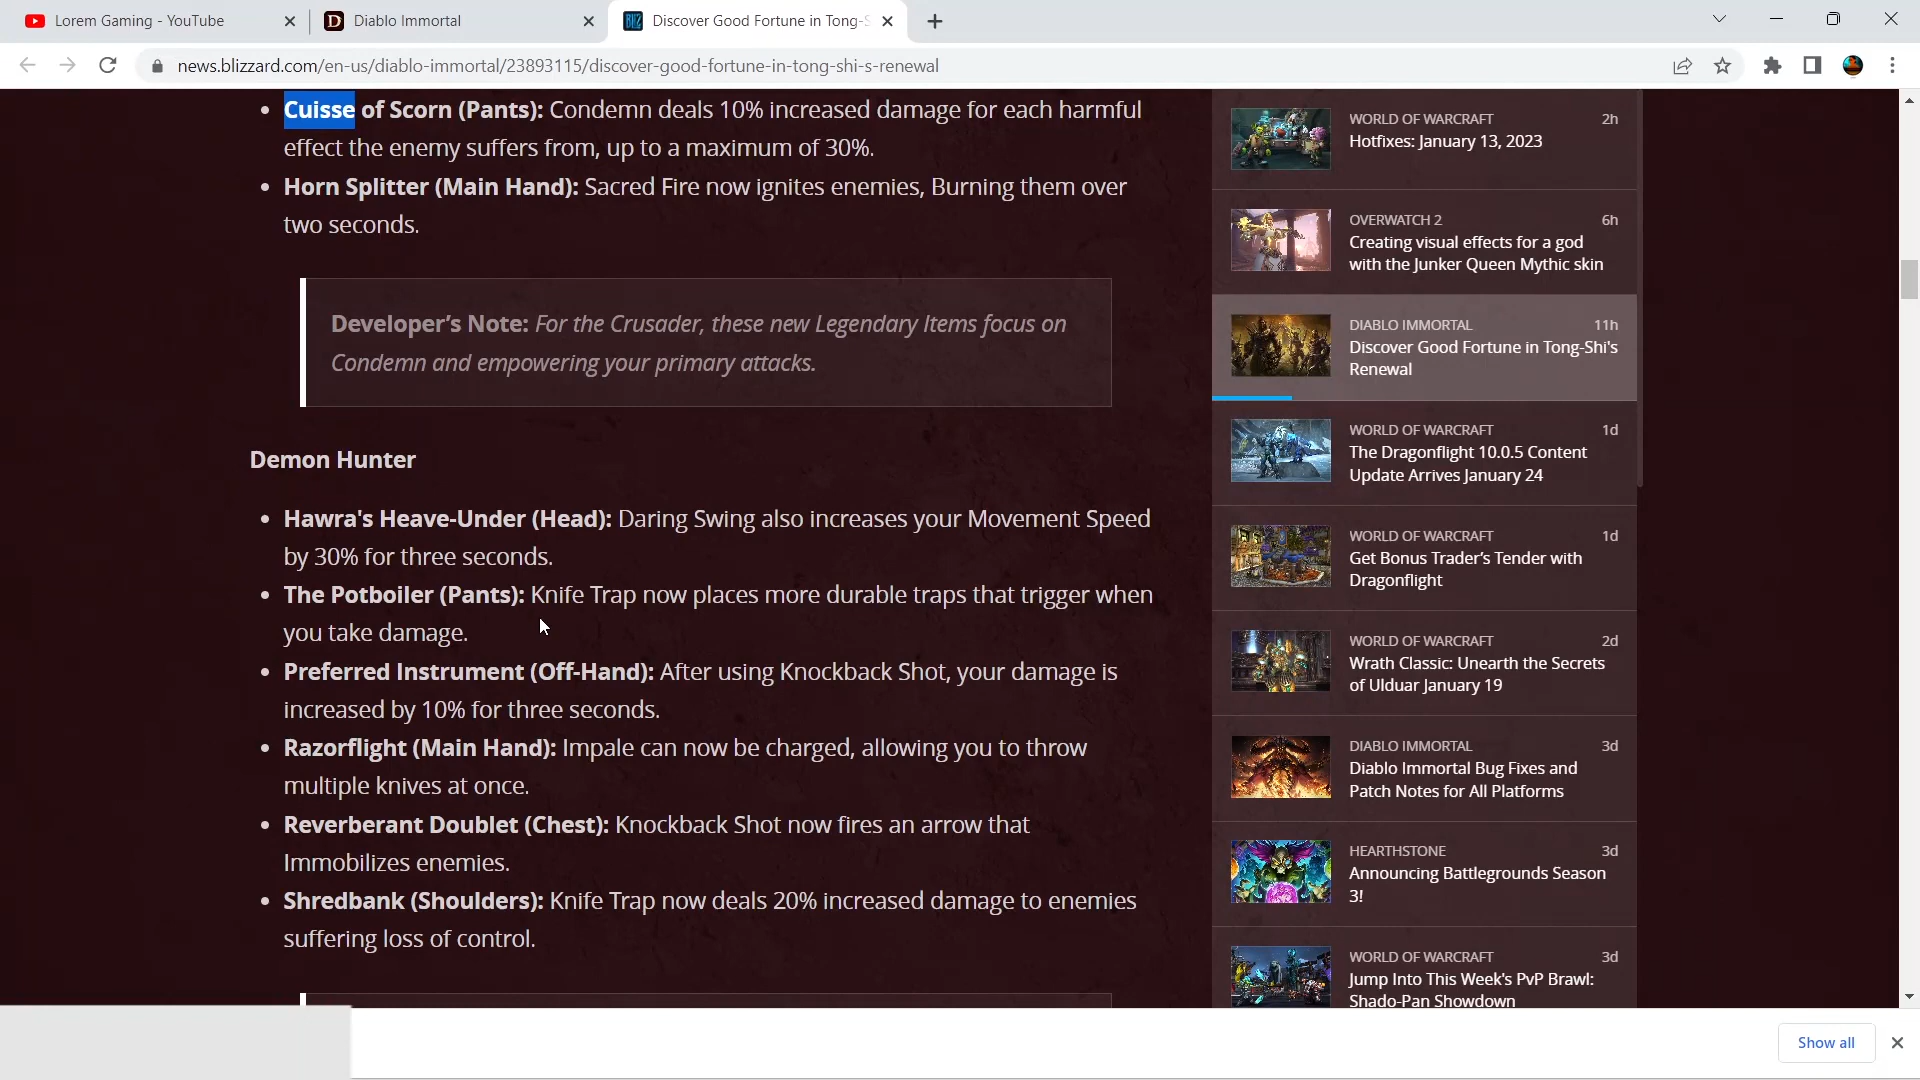 Lorem Gaming - YouTube
Diablo Immortal
Discover Good Fortune in Tong-S
news.blizzard.com/en-us/diablo-immortal/23893115/discover-good-fortune-in-tong-shi-s-renewal
• Cuisse of Scorn (Pants): Condemn deals 10% increased damage for each harmful
effect the enemy suffers from, up to a maximum of 30%.
• Horn Splitter (Main Hand): Sacred Fire now ignites enemies, Burning them over
two seconds.
Developer’s Note: For the Crusader, these new Legendary Items focus on
Condemn and empowering your primary attacks.
Demon Hunter
• Hawra's Heave-Under (Head): Daring Swing also increases your Movement Speed
by 30% for three seconds.
• The Potboiler (Pants): Knife Trap now places more durable traps that trigger when
you take damage.
• Preferred Instrument (Off-Hand): After using Knockback Shot, your damage is
increased by 10% for three seconds.
• Razorflight (Main Hand): Impale can now be charged, allowing you to throw
multiple knives at once.
• Reverberant Doublet (Chest): Knockback Shot now fires an arrow that
Immobilizes enemies.
• Shredbank (Shoulders): Knife Trap now deals 20% increased damage to enemies
suffering loss of control.
WORLD OF WARCRAFT 2h
Hotfixes: January 13, 2023
OVERWATCH 2 6h
Creating visual effects for a god
with the Junker Queen Mythic skin
DIABLO IMMORTAL 11h
Discover Good Fortune in Tong-Shi's
Renewal
WORLD OF WARCRAFT 1d
The Dragonflight 10.0.5 Content
Update Arrives January 24
WORLD OF WARCRAFT 1d
Get Bonus Trader’s Tender with
Dragonflight
WORLD OF WARCRAFT 2d
Wrath Classic: Unearth the Secrets
of Ulduar January 19
DIABLO IMMORTAL 3d
Diablo Immortal Bug Fixes and
Patch Notes for All Platforms
HEARTHSTONE 3d
Announcing Battlegrounds Season
3!
WORLD OF WARCRAFT 3d
Jump Into This Week's PvP Brawl:
Shado-Pan Showdown
Show all